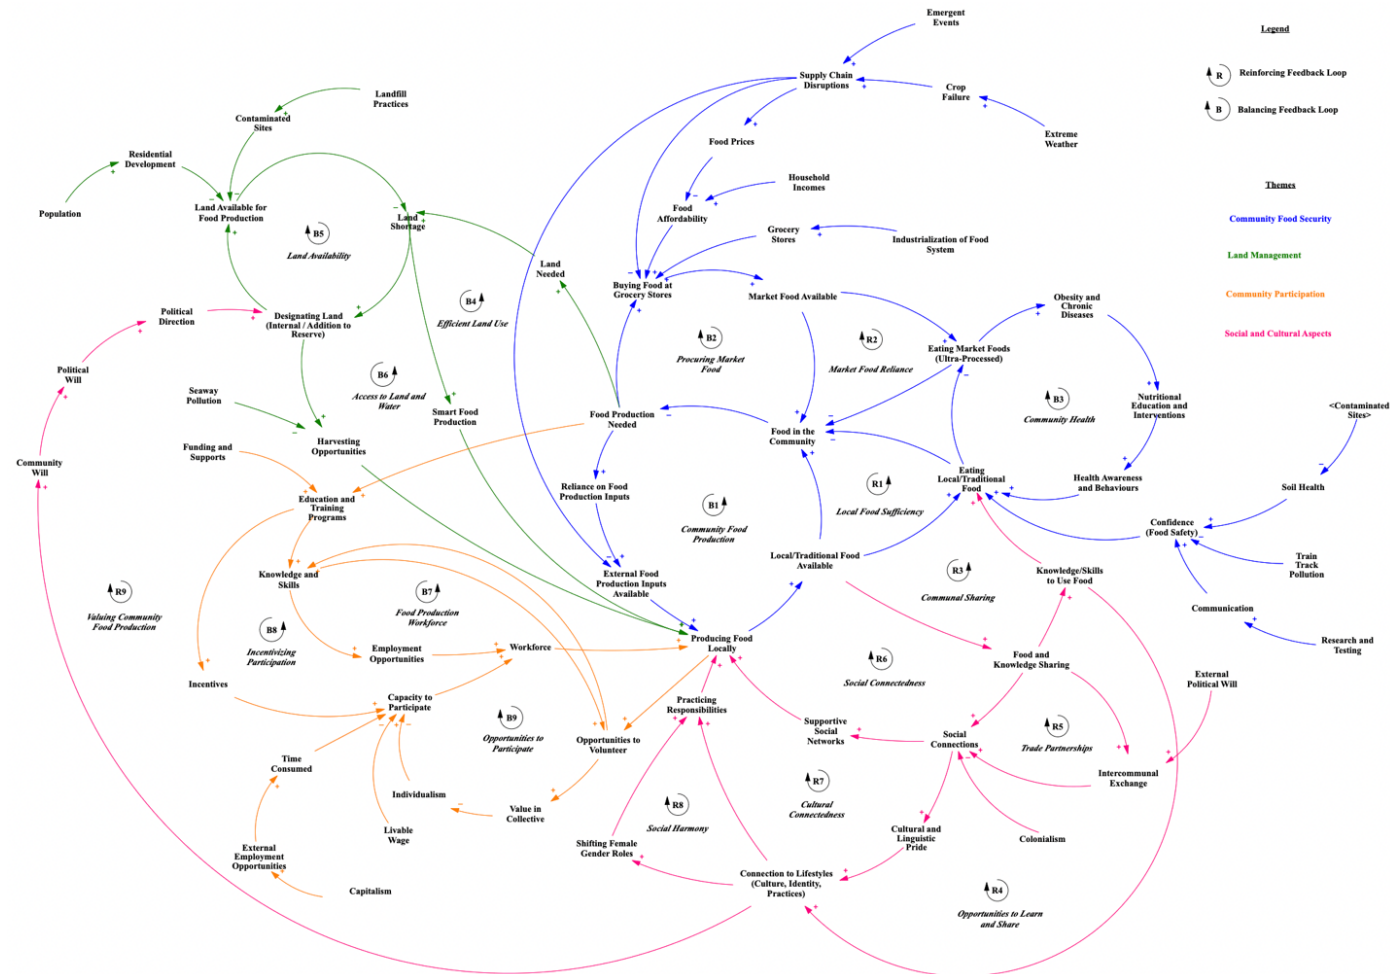 Emergent
Events
Legend
R
Reinforcing Feedback Loop
B
Balancing Feedback Loop
Supply Chain
Disruptions
Crop
Failure
Extreme
Weather
Landfill
Practices
Contaminated
Sites
Food Prices
Residential
Development
Household
Incomes
Themes
Population
Land Available for
Food Production
Land
Shortage
Food
Affordability
Community Food Security
B5
Land Availability
Grocery
Stores
Industrialization of Food
System
Land Management
Land
Needed
Buying Food at
Grocery Stores
Market Food Available
Community Participation
B4
Efficient Land Use
Obesity and
Chronic
Diseases
Political
Direction
Designating Land
(Internal / Addition to
Reserve)
Social and Cultural Aspects
B2
Procuring Market
Food
R2
Market Food Reliance
Eating Market Foods
(Ultra-Processed)
Political
Will
B6
Access to Land and
Water
B3
Community Health
Seaway
Pollution
Smart Food
Production
Food Production
Needed
Food in the
Community
Nutritional
Education and
Interventions
<Contaminated
Sites>
Harvesting
Opportunities
Funding and
Supports
Community
Will
Reliance on Food
Production Inputs
R1
Local Food Sufficiency
Eating
Local/Traditional
Food
Health Awareness
and Behaviours
Soil Health
Education and
Training
Programs
B1
Community Food
Production
Confidence
(Food Safety)
Train
Track
Pollution
Knowledge and
Skills
External Food
Production Inputs
Available
Local/Traditional Food
Available
R3
Communal Sharing
Knowledge/Skills
to Use Food
R9
Valuing Community
Food Production
B7
Food Production
Workforce
Communication
Research and
Testing
B8
Incentivizing
Participation
Employment
Opportunities
Workforce
Producing Food
Locally
R6
Social Connectedness
Food and
Knowledge Sharing
External
Political Will
Incentives
Capacity to
Participate
Practicing
Responsibilities
B9
Opportunities to
Participate
Opportunities to
Volunteer
Supportive
Social
Networks
Social
Connections
R5
Trade Partnerships
Time
Consumed
Intercommunal
Exchange
Individualism
Value in
Collective
R8
Social Harmony
R7
Cultural
Connectedness
Livable
Wage
Cultural and
Linguistic
Pride
Colonialism
External
Employment
Opportunities
Shifting Female
Gender Roles
Capitalism
Connection to Lifestyles
(Culture, Identity,
Practices)
R4
Opportunities to Learn
and Share